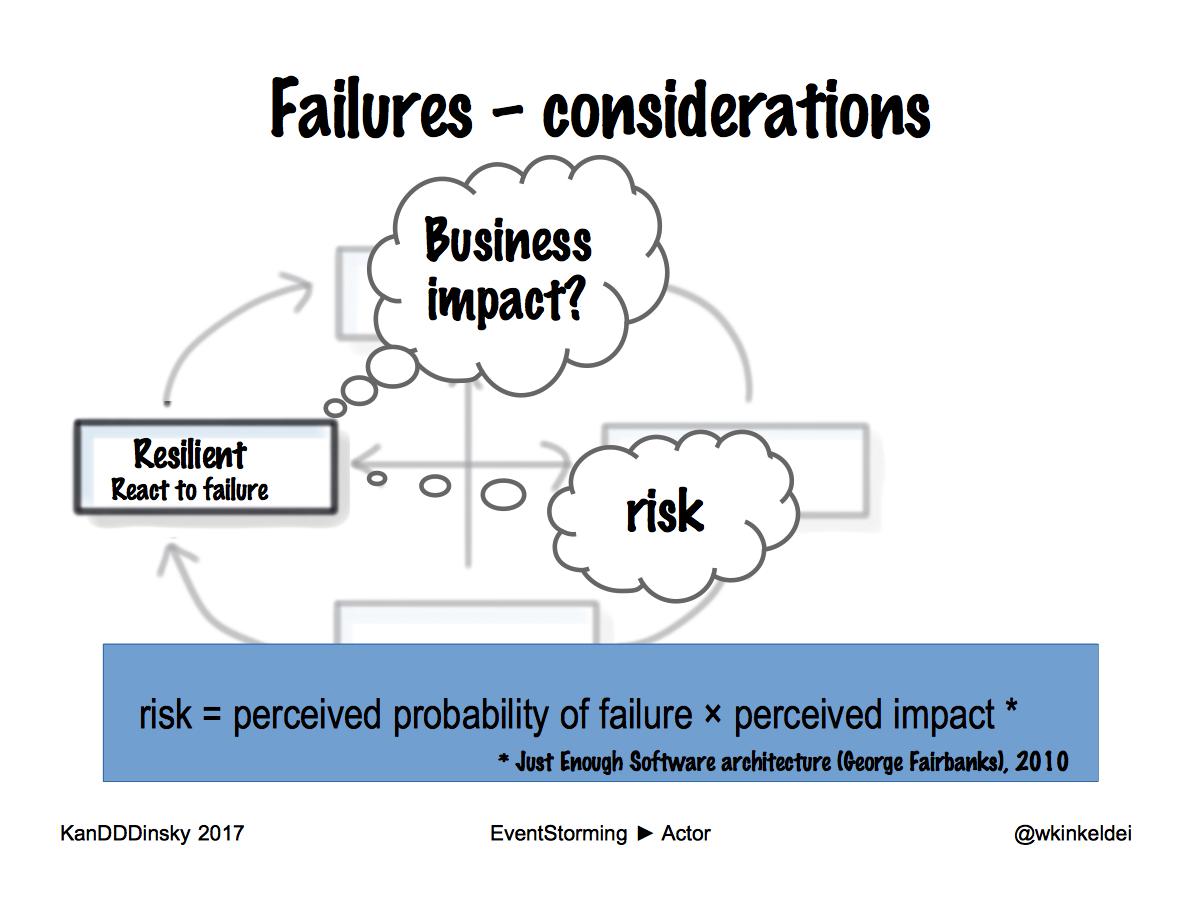 Failures – considerations
Business
impact?
Resilient
React to failure
risk
risk = perceived probability of failure × perceived impact *
* Just Enough Software architecture (George Fairbanks), 2010
KanDDDinsky 2017
EventStorming ► Actor
@wkinkeldei